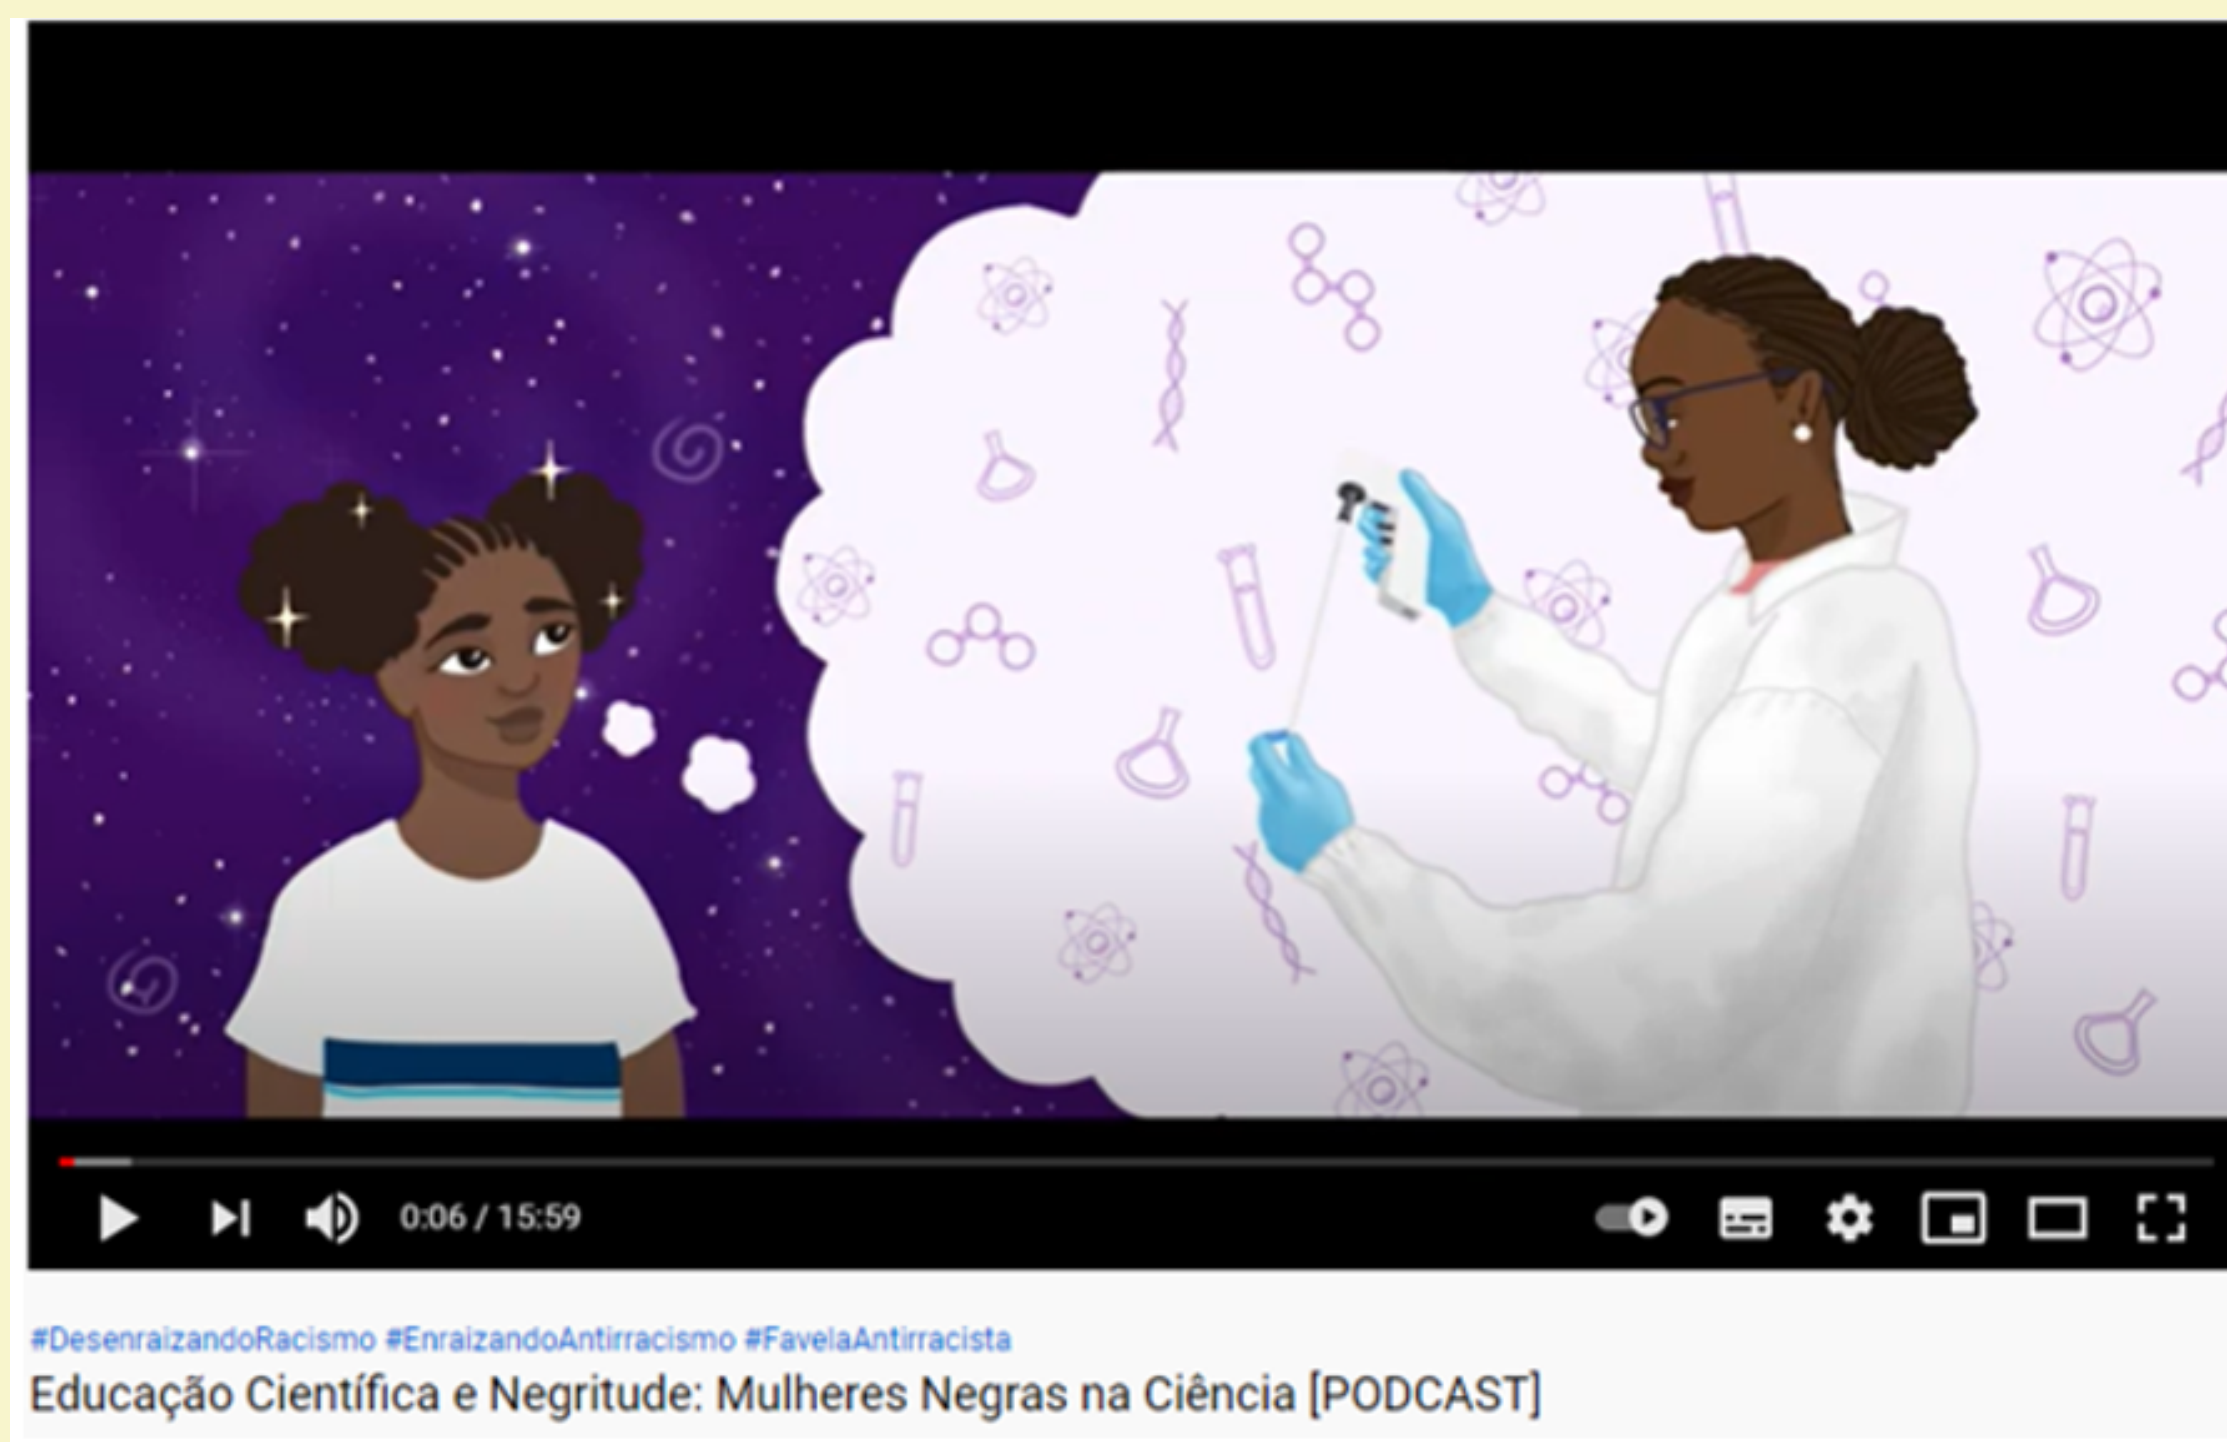 0:06 / 15:59
#DesenraizandoRacismo #EnraizandoAntirracismo #FavelaAntirracista
Educação Científica e Negritude: Mulheres Negras na Ciência [PODCAST]